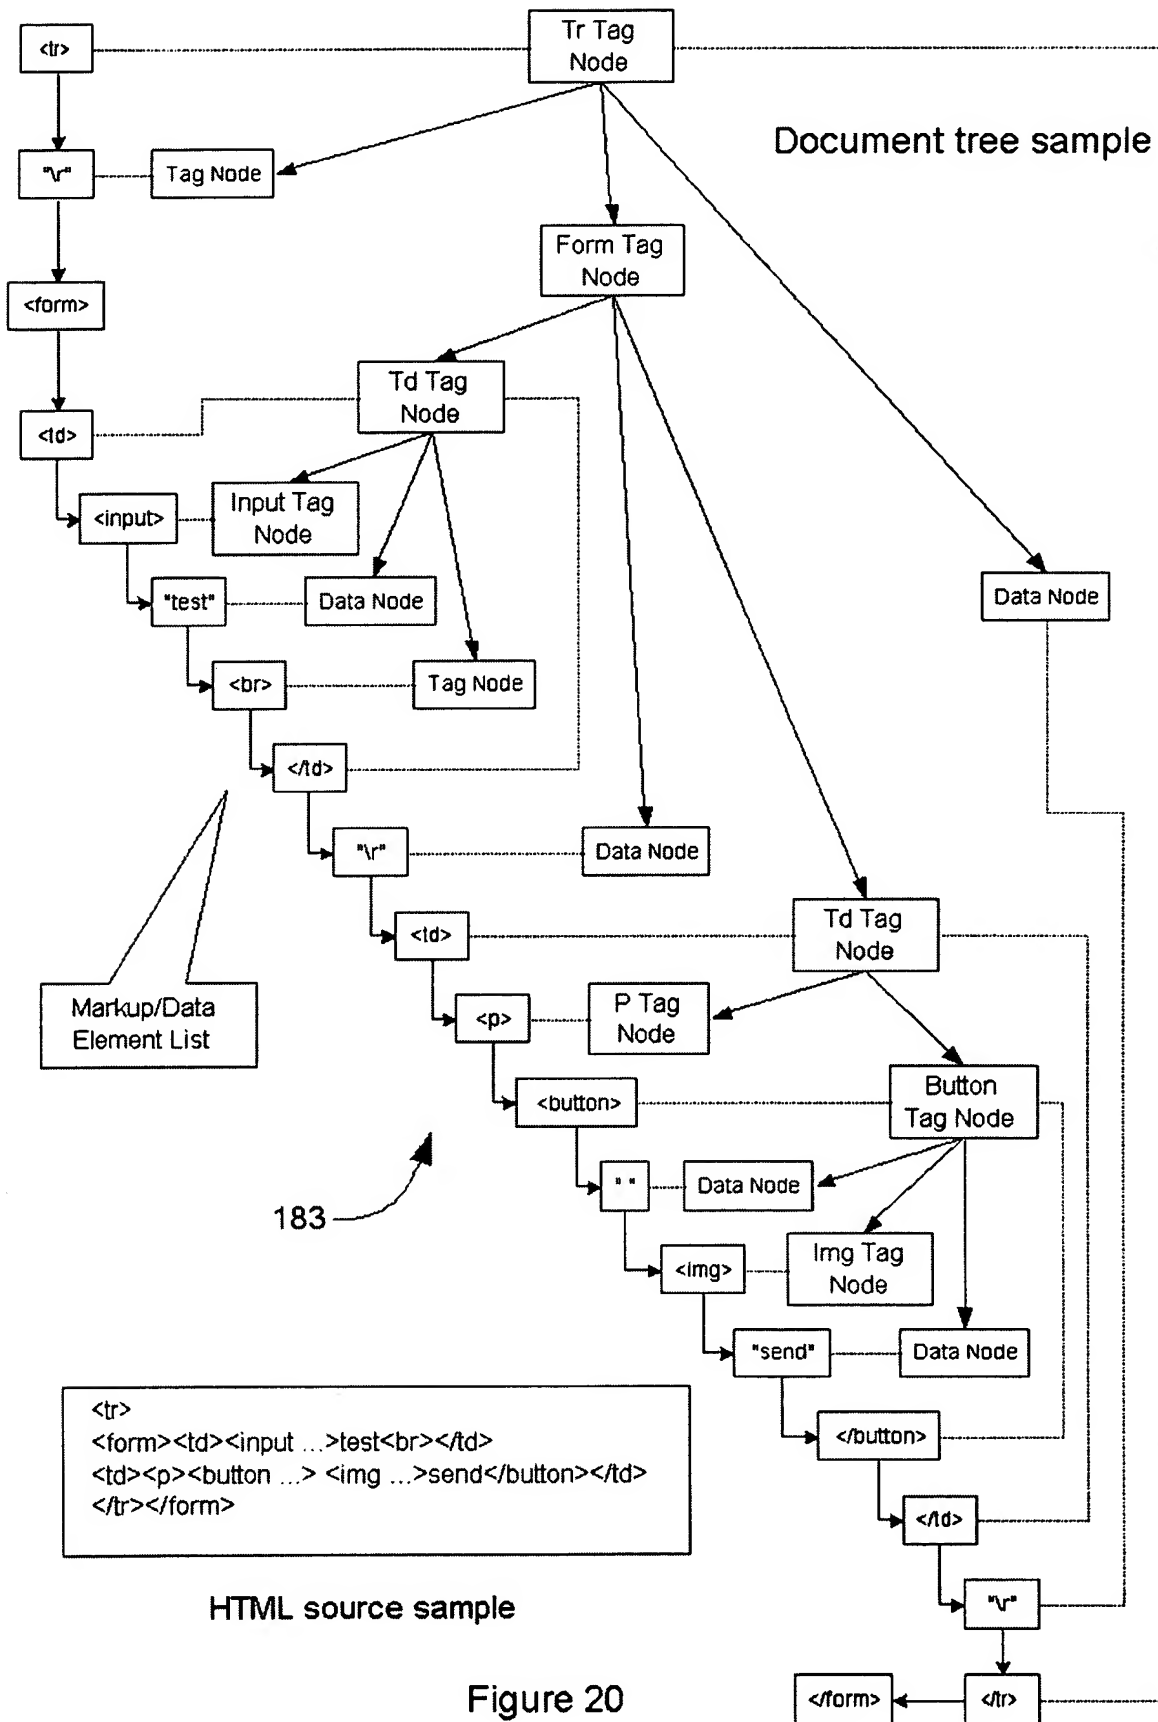 <tr>
Tr Tag
Node
Document tree sample
"\r"
Tag Node
Form Tag
Node
<form>
Td Tag
Node
<td>
<input>
Input Tag
Node
"test"
Data Node
Data Node
<br>
Tag Node
</td>
"\r"
Data Node
<td>
Td Tag
Node
Markup/Data
Element List
<p>
P Tag
Node
<button>
Button
Tag Node
" "
Data Node
183
<img>
Img Tag
Node
"send"
Data Node
<tr>
<form><td><input ...>test<br></td>
<td><p><button ...> <img ...>send</button></td>
</tr></form>
</button>
</td>
HTML source sample
"\r"
Figure 20
</form>
</tr>